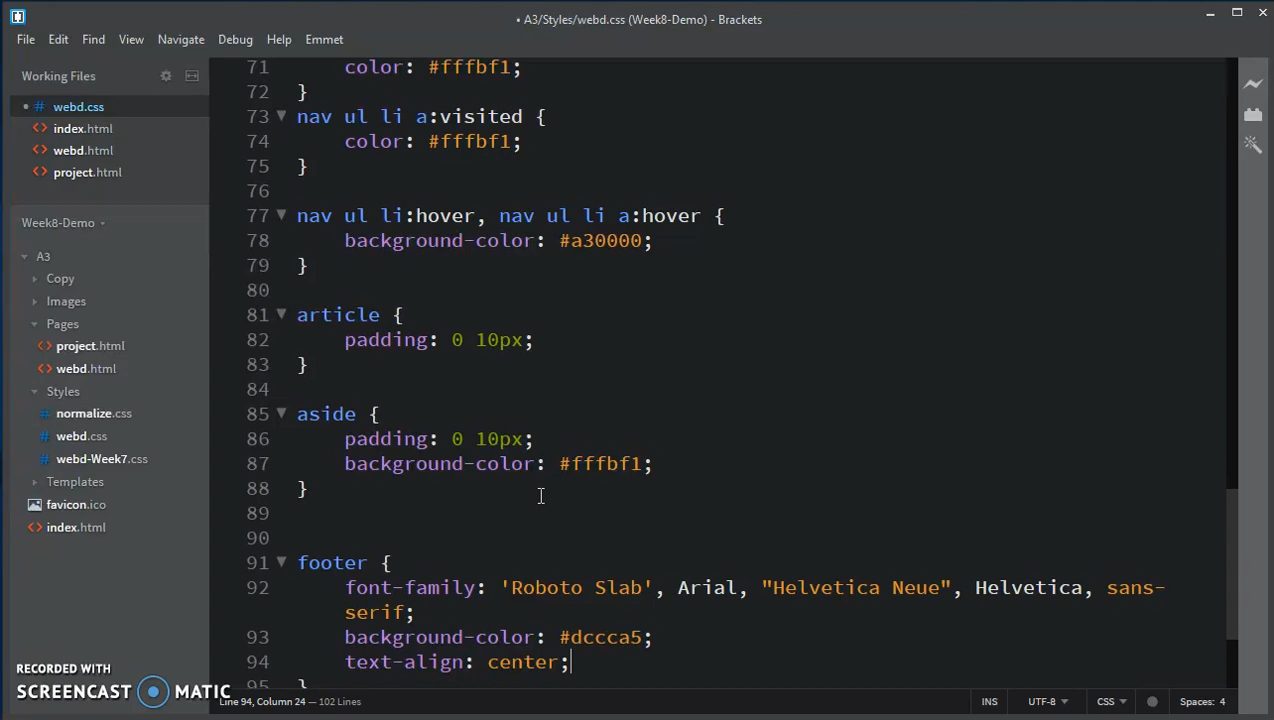 • A3/Styles/webd.css (Week8-Demo) - Brackets
File Edit Find View Navigate Debug Help Emmet
Working Files
• # webd.css
<> index.html
<> webd.html
<> project.html
Week8-Demo
A3
Copy
Images
Pages
<> project.html
<> webd.html
Styles
# normalize.css
# webd.css
# webd-Week7.css
Templates
favicon.ico
<> index.html
71 color: #fffbf1;
72 }
73 nav ul li a:visited {
74 color: #fffbf1;
75 }
76
77 nav ul li:hover, nav ul li a:hover {
78 background-color: #a30000;
79 }
80
81 article {
82 padding: 0 10px;
83 }
84
85 aside {
86 padding: 0 10px;
87 background-color: #fffbf1;
88 }
89
90
91 footer {
92 font-family: 'Roboto Slab', Arial, "Helvetica Neue", Helvetica, sans-
serif;
93 background-color: #dccca5;
94 text-align: center;
95 }
RECORDED WITH
SCREENCAST MATIC
Line 94, Column 24 — 102 Lines
INS UTF-8 CSS Spaces: 4